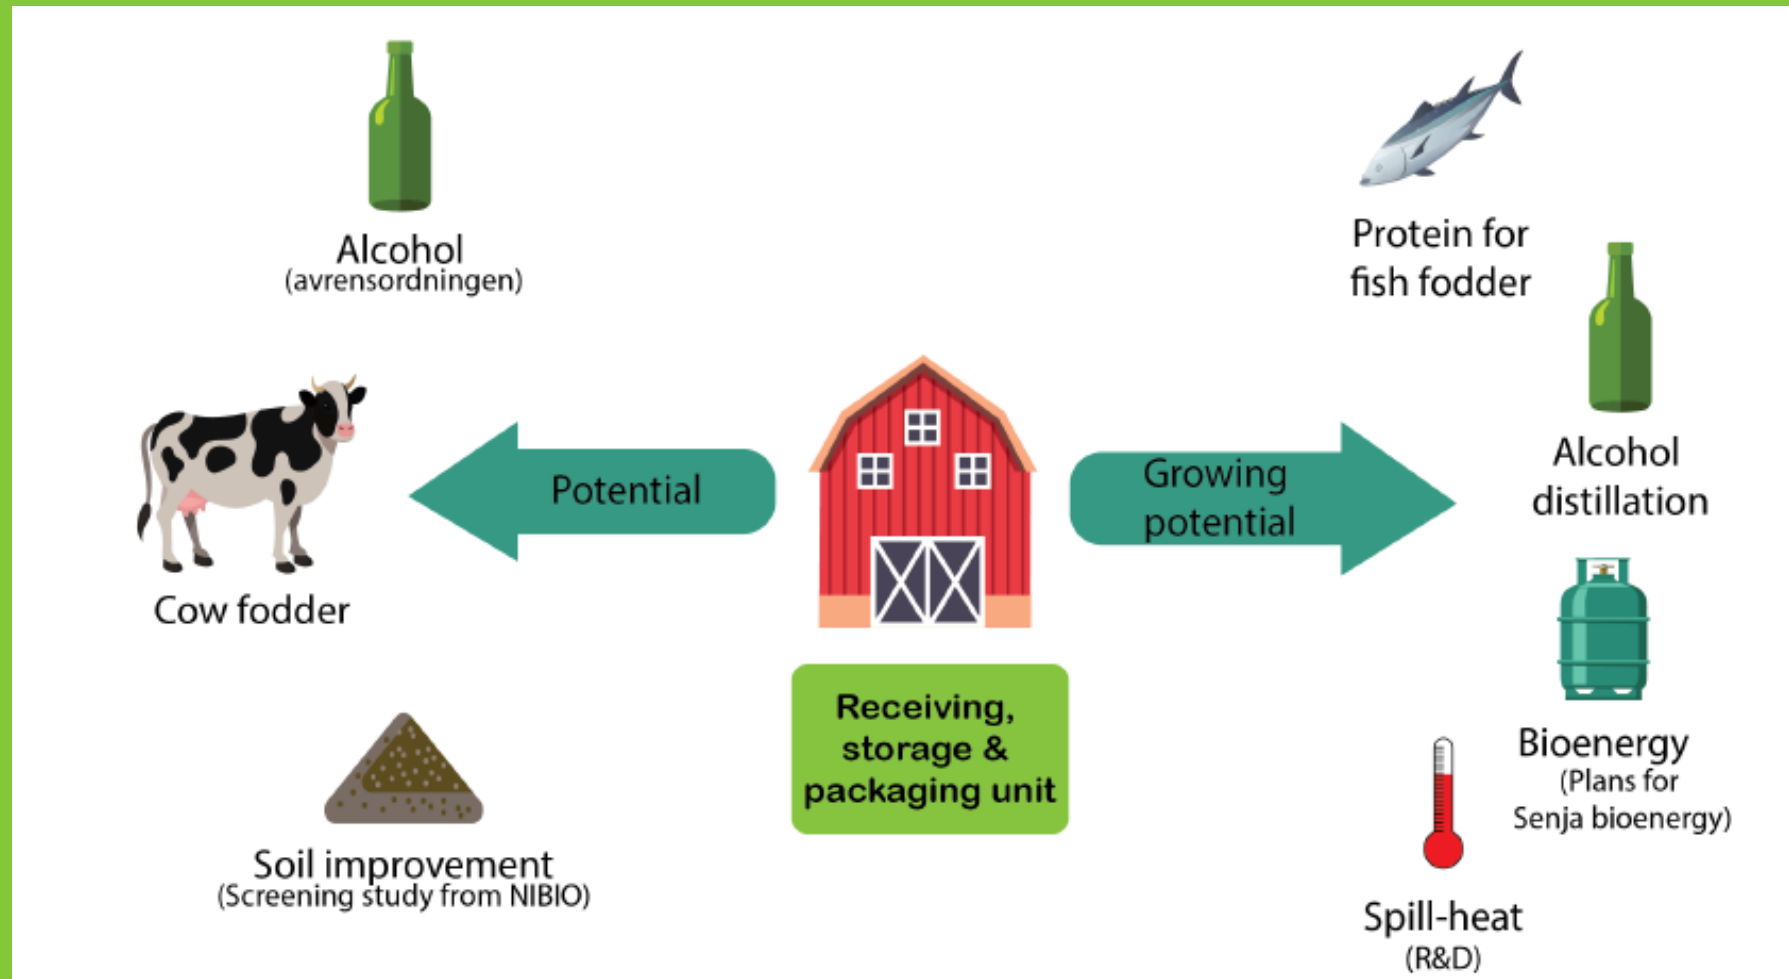 Alcohol
(avrensordningen)
Cow fodder
Soil improvement
(Screening study from NIBIO)
Potential
Receiving,
storage &
packaging unit
Growing
potential
Protein for
fish fodder
Alcohol
distillation
Bioenergy
(Plans for
Senja bioenergy)
Spill-heat
(R&D)